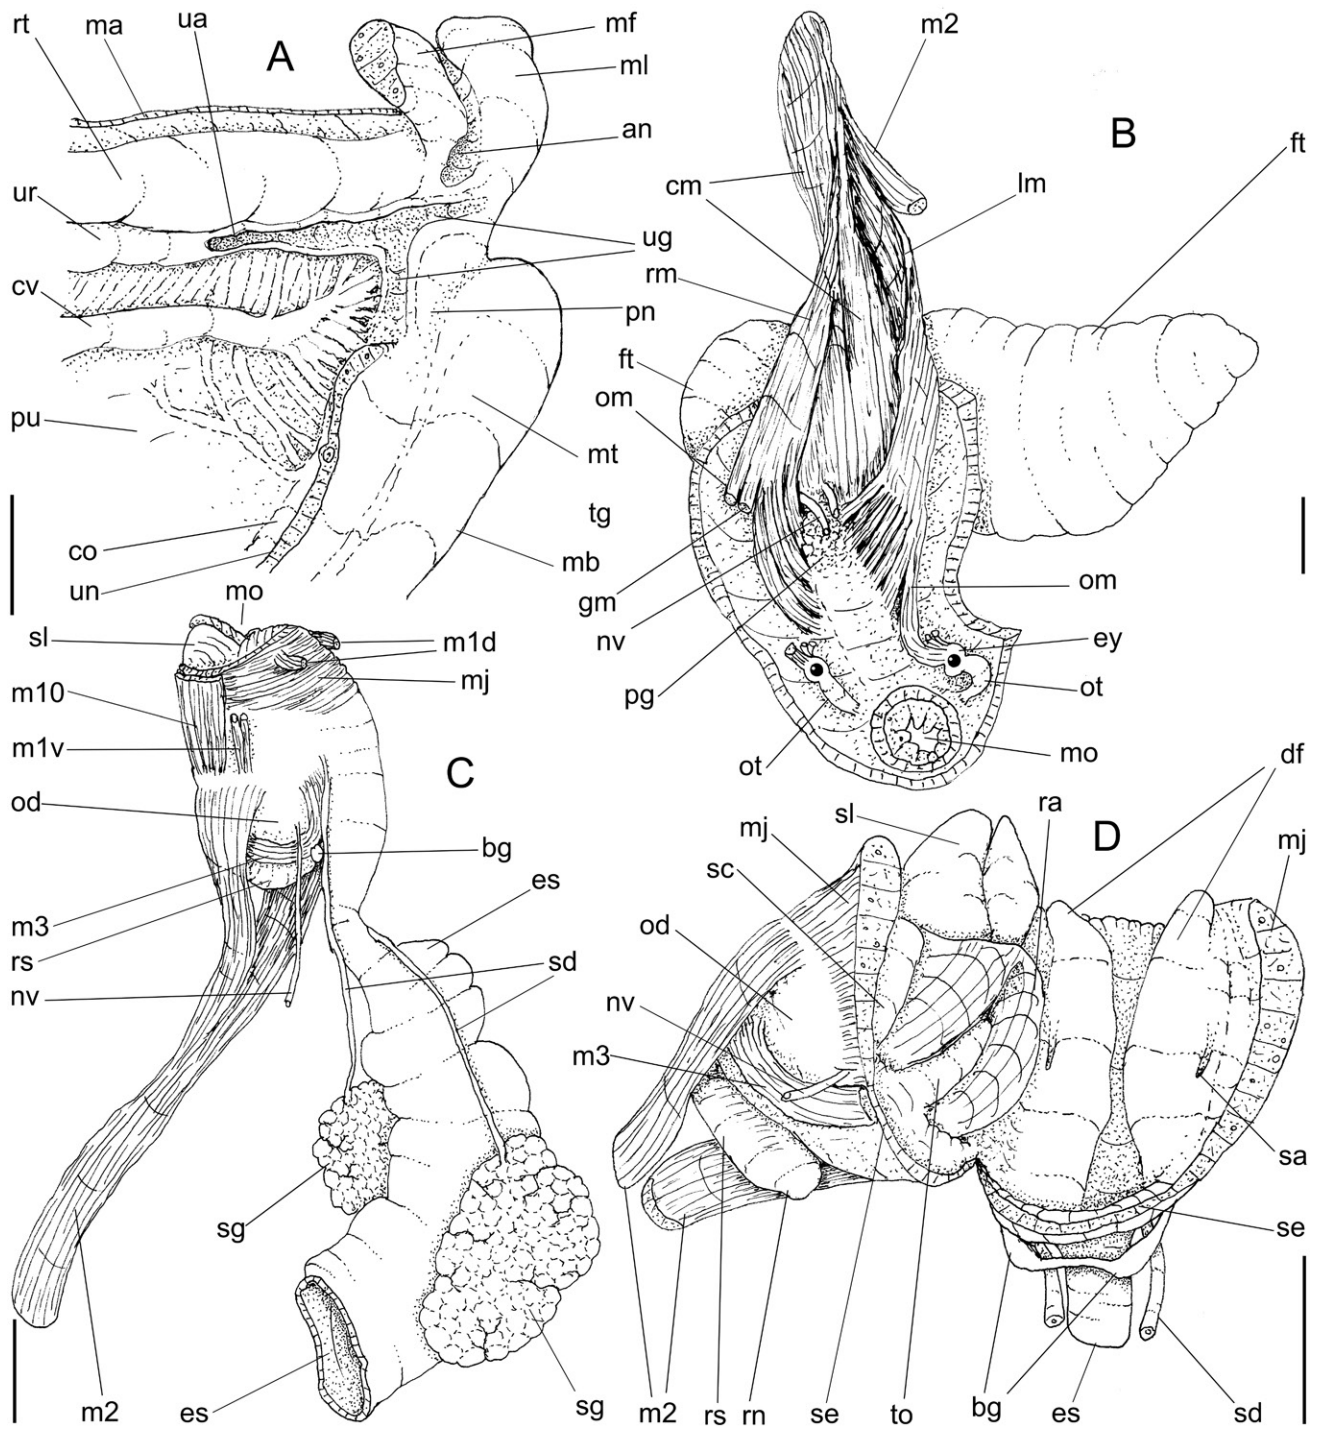 A
rt
ma
ua
mf
ml
an
ur
ug
cv
pn
pu
mt
tg
co
mb
un
B
m2
ft
cm
lm
rm
ft
om
gm
om
nv
ey
pg
ot
ot
mo
C
mo
sl
m1d
mj
m10
m1v
od
bg
es
m3
rs
sd
nv
sg
m2
es
sg
D
df
ra
sl
mj
mj
sc
od
nv
m3
sa
se
m2
rs
rn
se
to
bg
es
sd